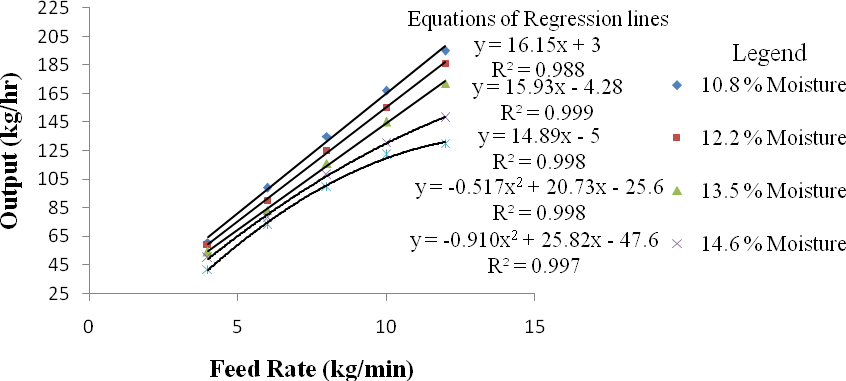 Equations of Regression lines
y = 16.15x + 3
R² = 0.988
y = 15.93x - 4.28
R² = 0.999
y = 14.89x - 5
R² = 0.998
y = -0.517x² + 20.73x - 25.6
R² = 0.998
y = -0.910x² + 25.82x - 47.6
R² = 0.997
Legend
10.8 % Moisture
12.2 % Moisture
13.5 % Moisture
14.6 % Moisture
Output (kg/hr)
225
205
185
165
145
125
105
85
65
45
25
0
5
10
15
Feed Rate (kg/min)